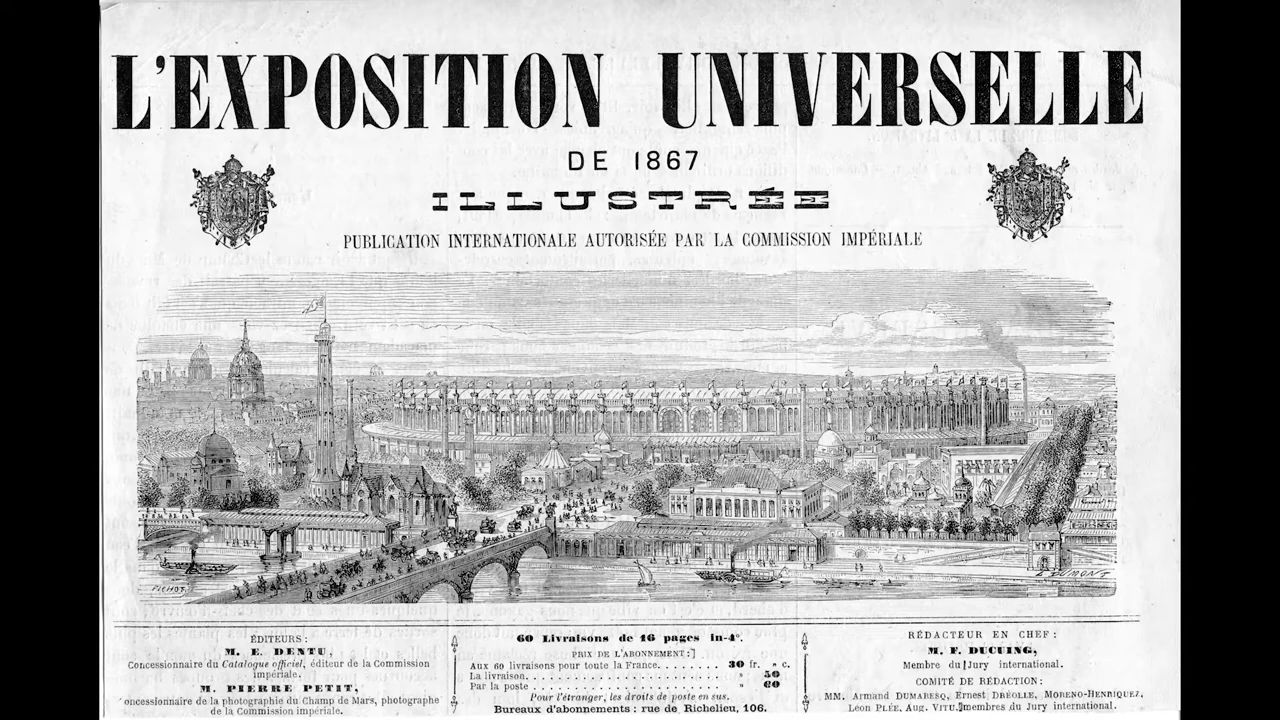 L'EXPOSITION UNIVERSELLE
DE 1867
ILLUSTRÉE
PUBLICATION INTERNATIONALE AUTORISÉE PAR LA COMMISSION IMPÉRIALE
PICHOT
DUMONT
ÉDITEURS :
M. E. DENTU,
Concessionnaire du Catalogue officiel, éditeur de la Commission
impériale.
M. PIERRE PETIT,
oncessionnaire de la photographie du Champ de Mars, photographe
de la Commission impériale.
60 Livraisons de 16 pages in-4°.
PRIX DE L'ABONNEMENT :]
Aux 60 livraisons pour toute la France. . . . . . . . 30 fr. » c.
La livraison. . . . . . . . . . . . . . . . . . . . . . . . . » 50
Par la poste . . . . . . . . . . . . . . . . . . . . . . . . » 60
Pour l'étranger, les droits de poste en sus.
Bureaux d'abonnements : rue de Richelieu, 106.
RÉDACTEUR EN CHEF :
M. F. DUCUING,
Membre du Jury international.
COMITÉ DE RÉDACTION :
MM. Armand DUMARESQ, Ernest DRÉOLLE, MORENO-HENRIQUEZ,
Léon PLÉE, Aug. VITU, membres du Jury international.